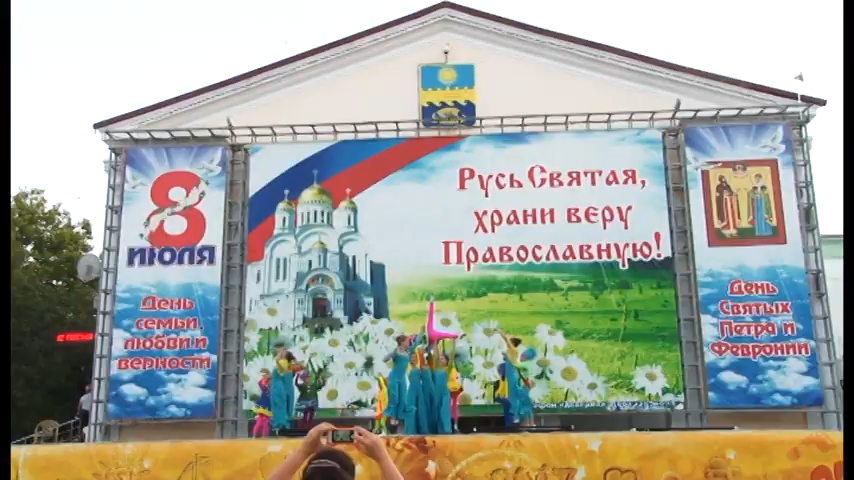 8
ИЮЛЯ
День
семьи,
любви и
верности
Русь Святая,
храни веру
Православную!
День
Святых
Петра и
Февронии